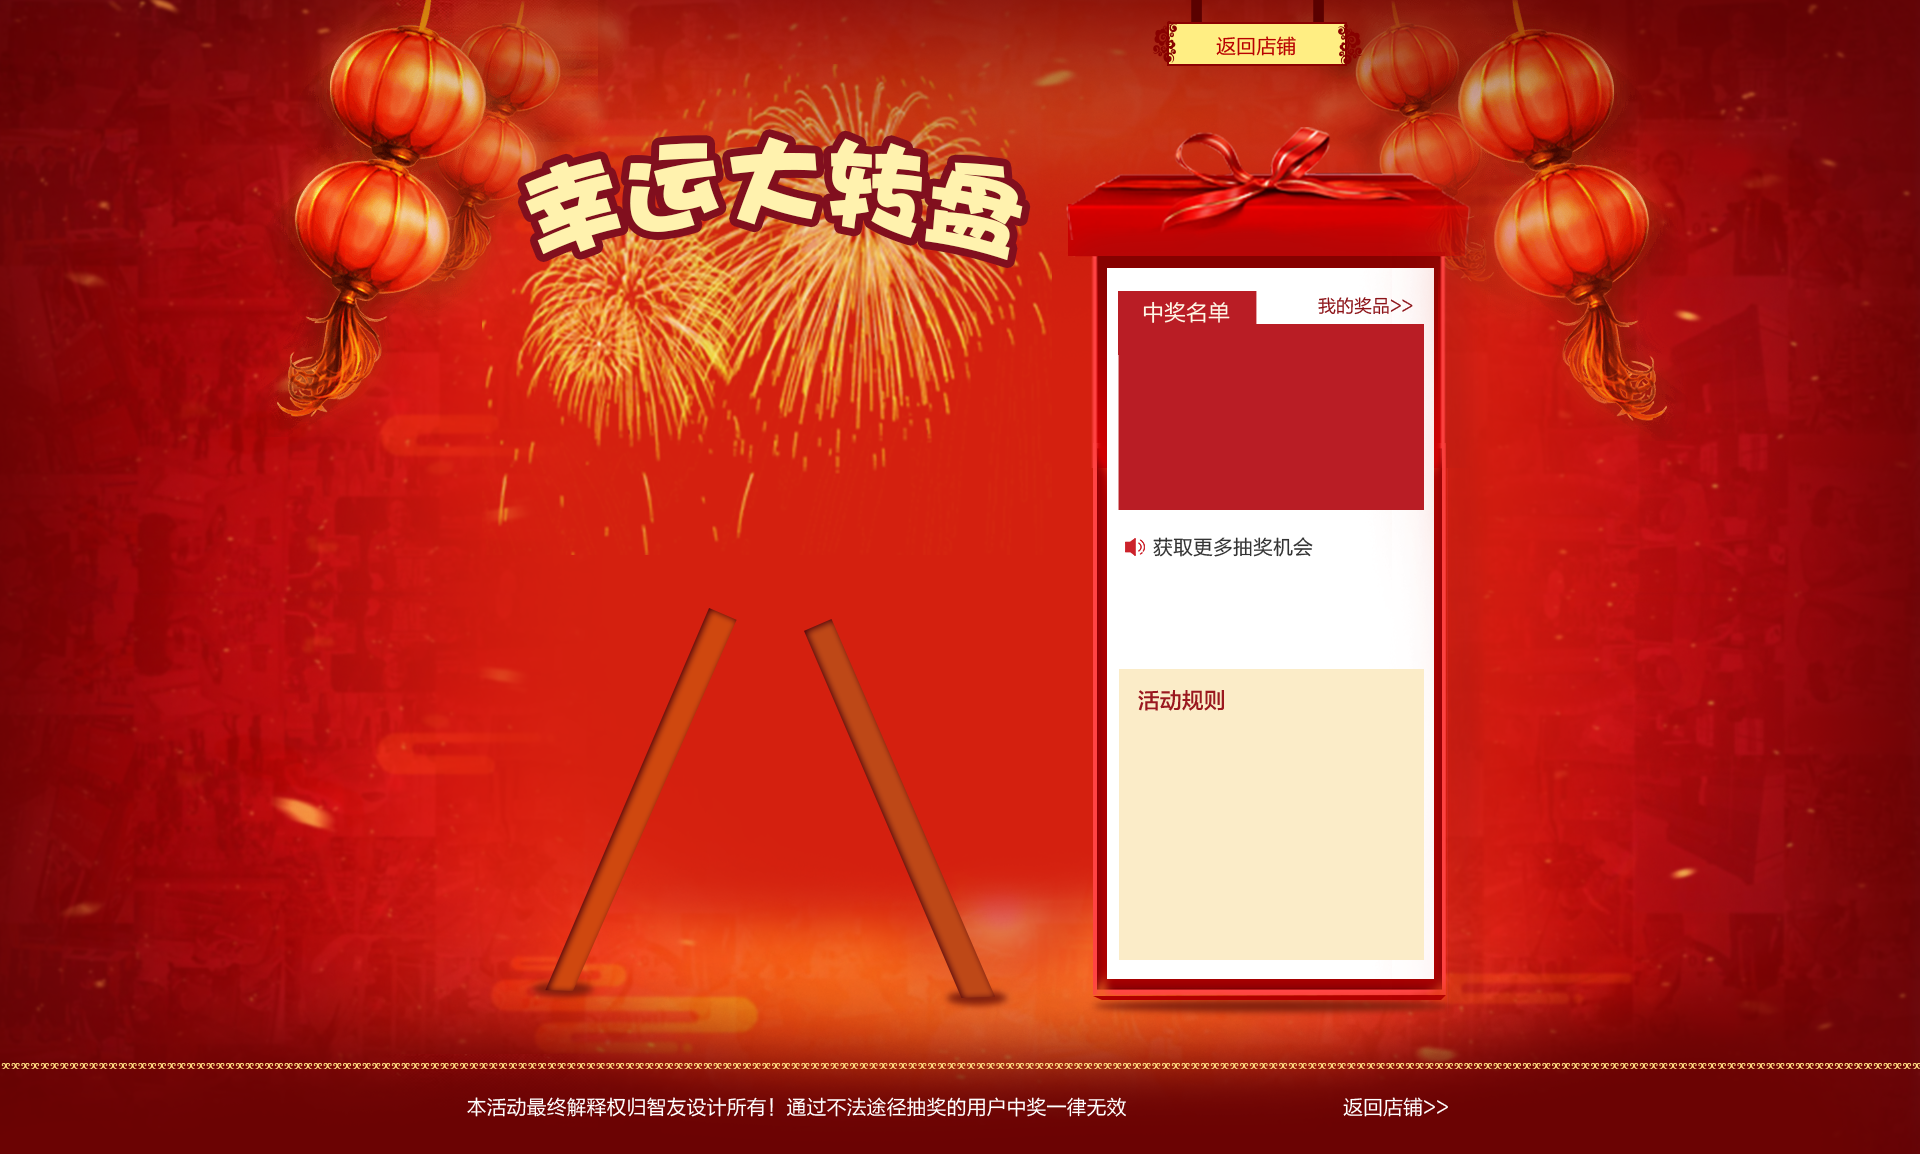 返回店铺
幸运大转盘
中奖名单
我的奖品>>
获取更多抽奖机会
活动规则
本活动最终解释权归智友设计所有！通过不法途径抽奖的用户中奖一律无效
返回店铺>>